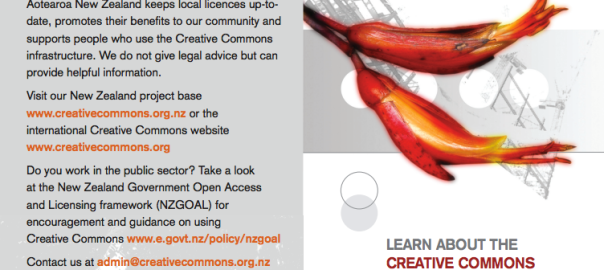 Aotearoa New Zealand keeps local licences up-to-
date, promotes their benefits to our community and
supports people who use the Creative Commons
infrastructure. We do not give legal advice but can
provide helpful information.
Visit our New Zealand project base
www.creativecommons.org.nz or the
international Creative Commons website
www.creativecommons.org
Do you work in the public sector? Take a look
at the New Zealand Government Open Access
and Licensing framework (NZGOAL) for
encouragement and guidance on using
Creative Commons www.e.govt.nz/policy/nzgoal
Contact us at admin@creativecommons.org.nz
LEARN ABOUT THE
CREATIVE COMMONS